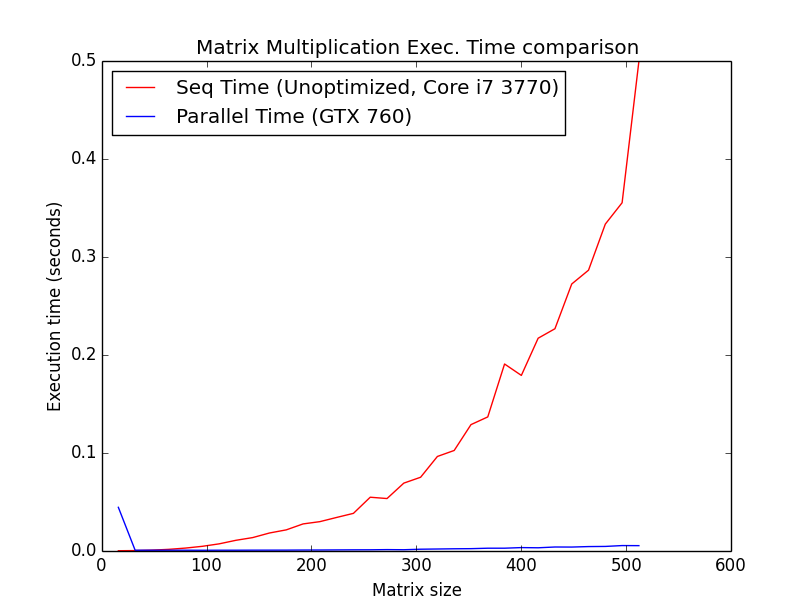 Matrix Multiplication Exec. Time comparison
Seq Time (Unoptimized, Core i7 3770)
Parallel Time (GTX 760)
Execution time (seconds)
0.5
0.4
0.3
0.2
0.1
0.0
0 100 200 300 400 500 600
Matrix size